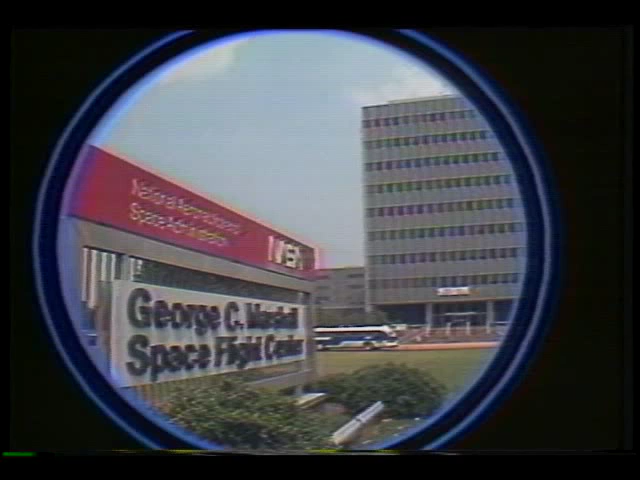 National Aeronautics and
Space Administration
NASA
George C. Marshall
Space Flight Center